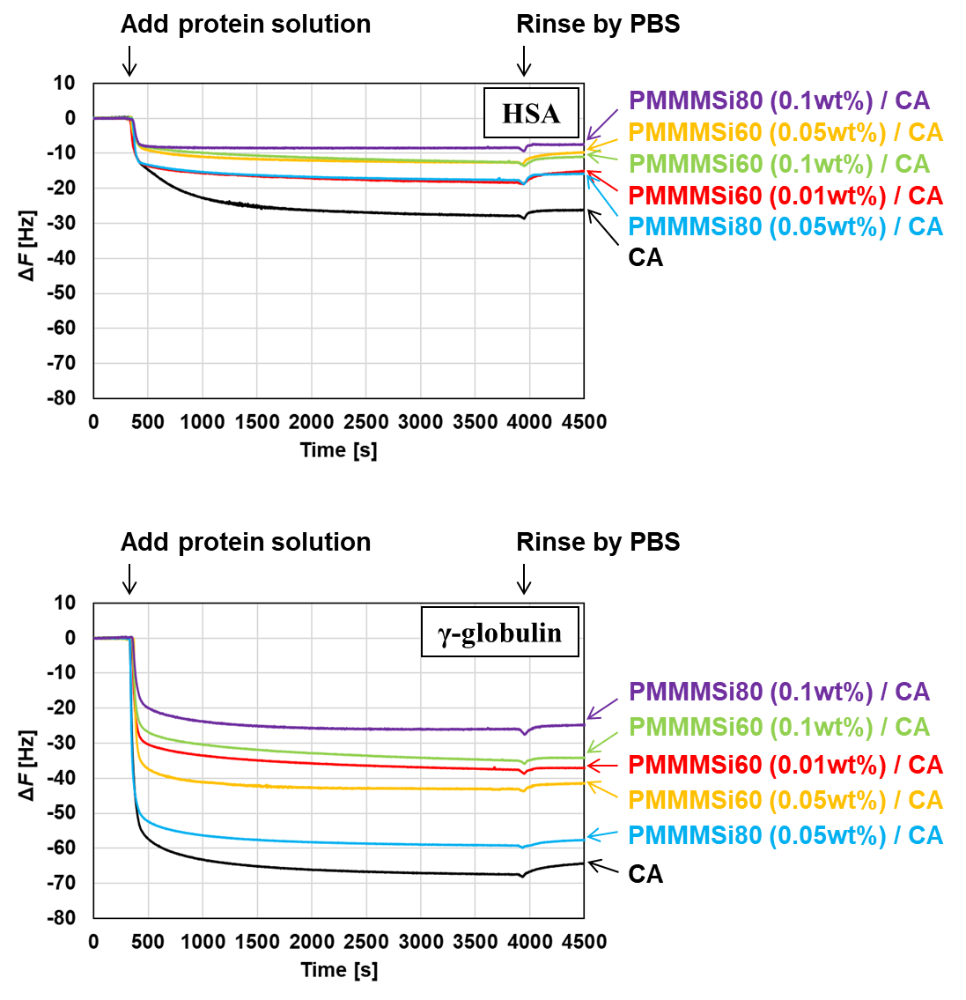 Add protein solution
Rinse by PBS
10
0
-10
-20
-30
-40
-50
-60
-70
-80
ΔF [Hz]
HSA
PMMMSi80 (0.1wt%) / CA
PMMMSi60 (0.05wt%) / CA
PMMMSi60 (0.1wt%) / CA
PMMMSi60 (0.01wt%) / CA
PMMMSi80 (0.05wt%) / CA
CA
0 500 1000 1500 2000 2500 3000 3500 4000 4500
Time [s]
Add protein solution
Rinse by PBS
10
0
-10
-20
-30
-40
-50
-60
-70
-80
ΔF [Hz]
γ-globulin
PMMMSi80 (0.1wt%) / CA
PMMMSi60 (0.1wt%) / CA
PMMMSi60 (0.01wt%) / CA
PMMMSi60 (0.05wt%) / CA
PMMMSi80 (0.05wt%) / CA
CA
0 500 1000 1500 2000 2500 3000 3500 4000 4500
Time [s]